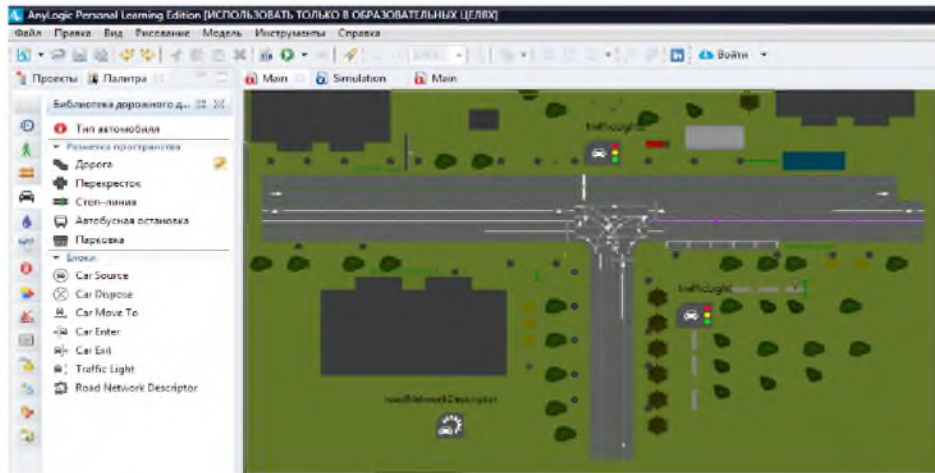 AnyLogic Personal Learning Edition [ИСПОЛЬЗОВАТЬ ТОЛЬКО В ОБРАЗОВАТЕЛЬНЫХ ЦЕЛЯХ]
Файл Правка Вид Рисование Модель Инструменты Справка
Войти
Проекты Палитра Main Simulation Main
Библиотека дорожного д...
Тип автомобиля
Разметка пространства
Дорога
Перекресток
Стоп-линия
Автобусная остановка
Парковка
Блоки
Car Source
Car Dispose
Car Move To
Car Enter
Car Exit
Traffic Light
Road Network Descriptor
trafficLight
roadNetworkDescriptor